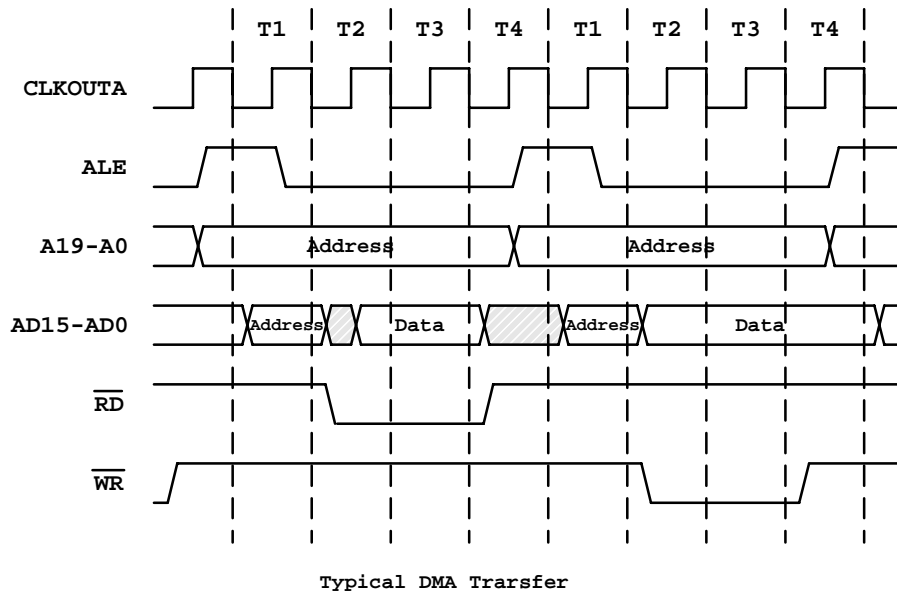 T1 T2 T3 T4 T1 T2 T3 T4
CLKOUTA
ALE
A19-A0 Address Address
AD15-AD0 Address Data Address Data
RD
WR
Typical DMA Trarsfer